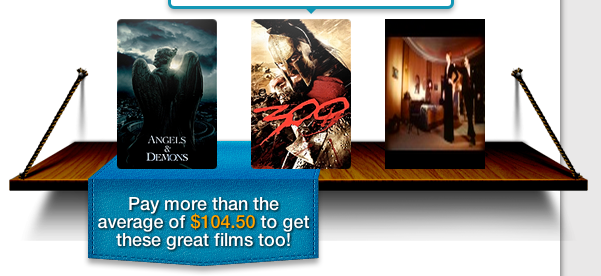 ANGELS
&
DEMONS
300
Pay more than the
average of $104.50 to get
these great films too!